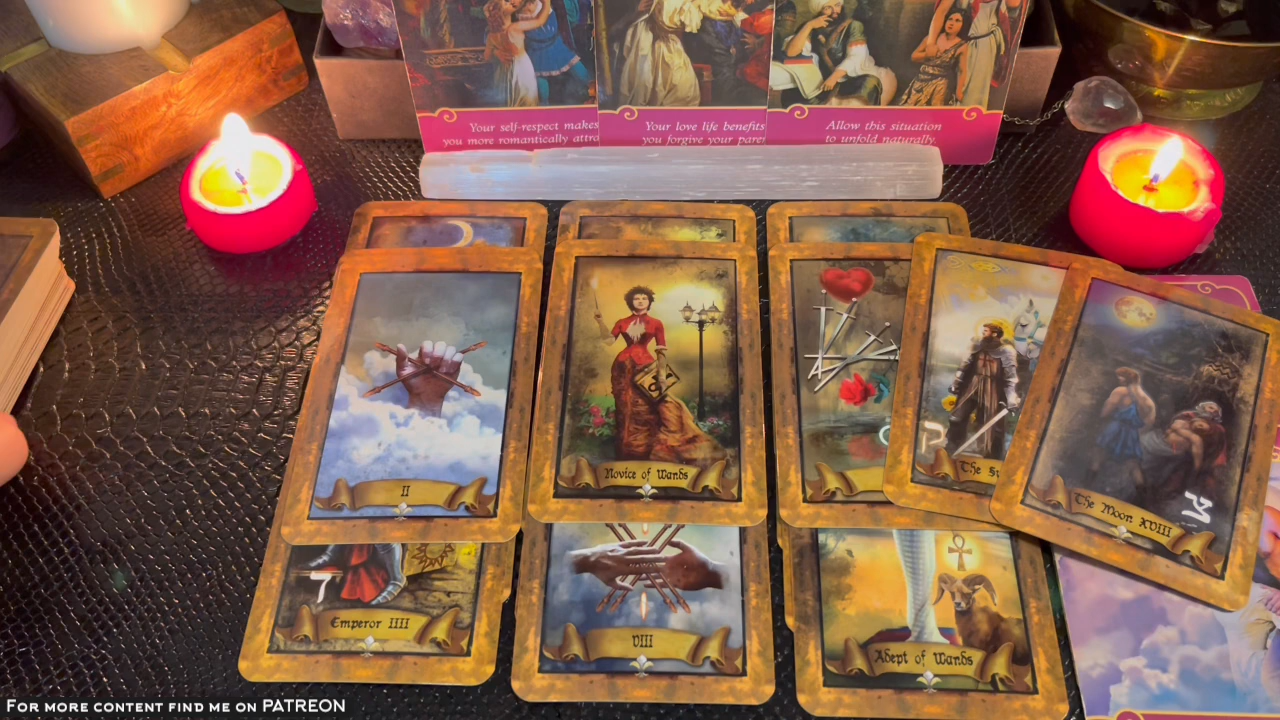 Your self-respect makes
you more romantically
Your love life benefits
you forgive your
Allow this situation
to unfold naturally.
II
Novice of Wands
The
The Moon XVIII
Emperor IIII
VIII
Adept of Wands
For more content find me on PATREON